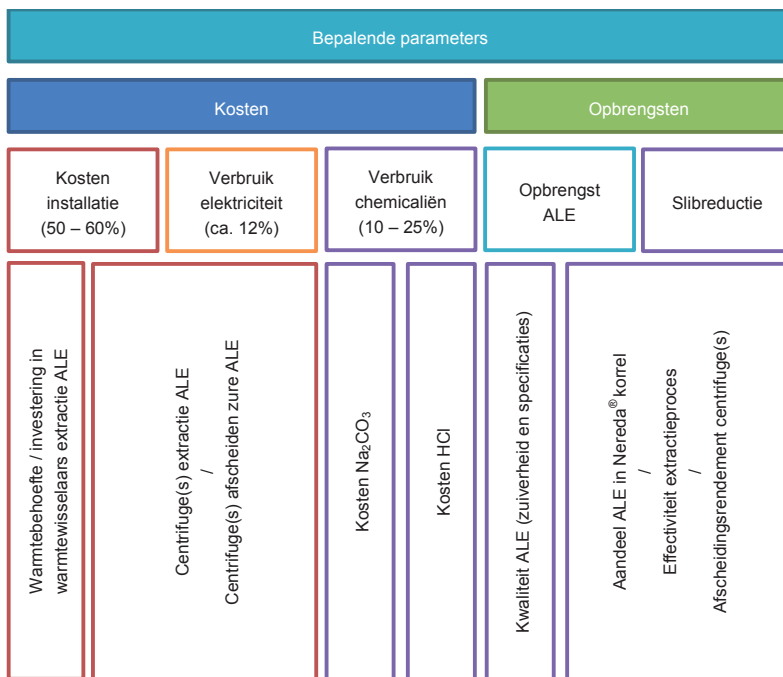 Bepalende parameters
Kosten
Opbrengsten
Kosten
installatie
(50 – 60%)
Verbruik
elektriciteit
(ca. 12%)
Verbruik
chemicaliën
(10 – 25%)
Opbrengst
ALE
Slibreductie
Warmtebehoefte / investering in
warmtewisselaars extractie ALE
Centrifuge(s) extractie ALE
/
Centrifuge(s) afscheiden zure ALE
Kosten Na₂CO₃
Kosten HCl
Kwaliteit ALE (zuiverheid en specificaties)
Aandeel ALE in Nereda® korrel
/
Effectiviteit extractieproces
/
Afscheidingsrendement centrifuge(s)